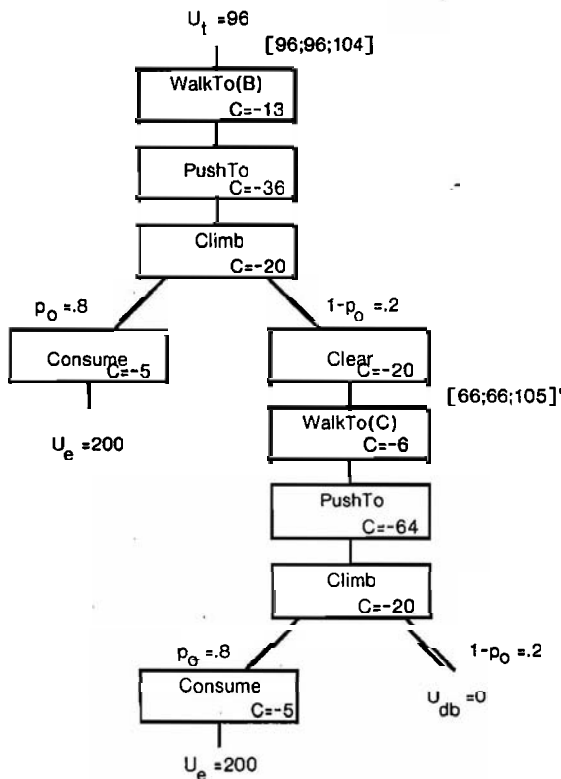 U_t =96
[96;96;104]
WalkTo(B)
C=-13
PushTo
C=-36
Climb
C=-20
p_o =.8
1-p_o =.2
Consume
C=-5
Clear
C=-20
U_e =200
[66;66;105]'
WalkTo(C)
C=-6
PushTo
C=-64
Climb
C=-20
p_o =.8
1-p_o =.2
Consume
C=-5
U_db =0
U_e =200